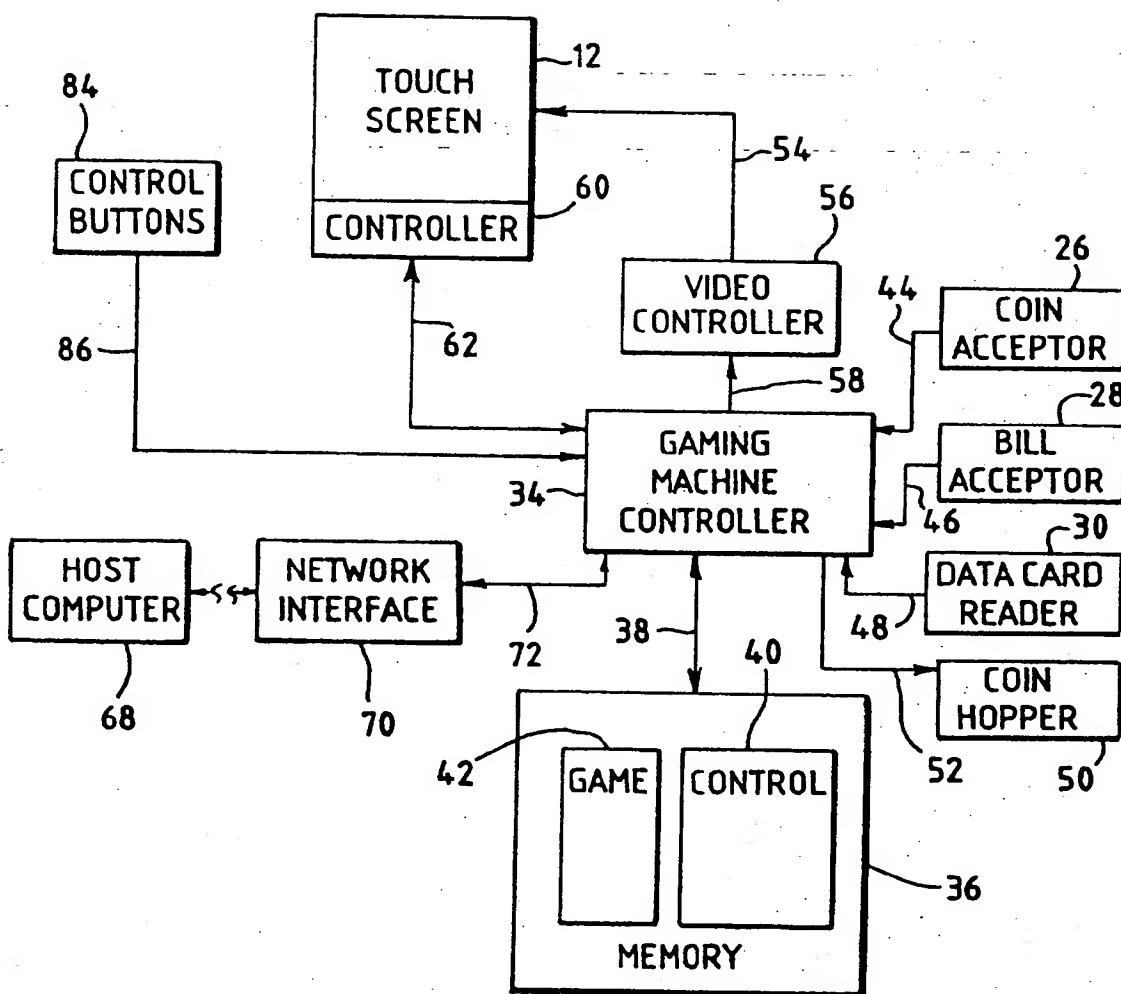 12
TOUCH
SCREEN
84
CONTROL
BUTTONS
54
60
CONTROLLER
56
VIDEO
CONTROLLER
26
44
COIN
ACCEPTOR
62
86
58
28
GAMING
MACHINE
CONTROLLER
34
BILL
ACCEPTOR
46
30
HOST
COMPUTER
NETWORK
INTERFACE
DATA CARD
READER
48
72
38
40
68
70
42
52
COIN
HOPPER
50
GAME
CONTROL
36
MEMORY